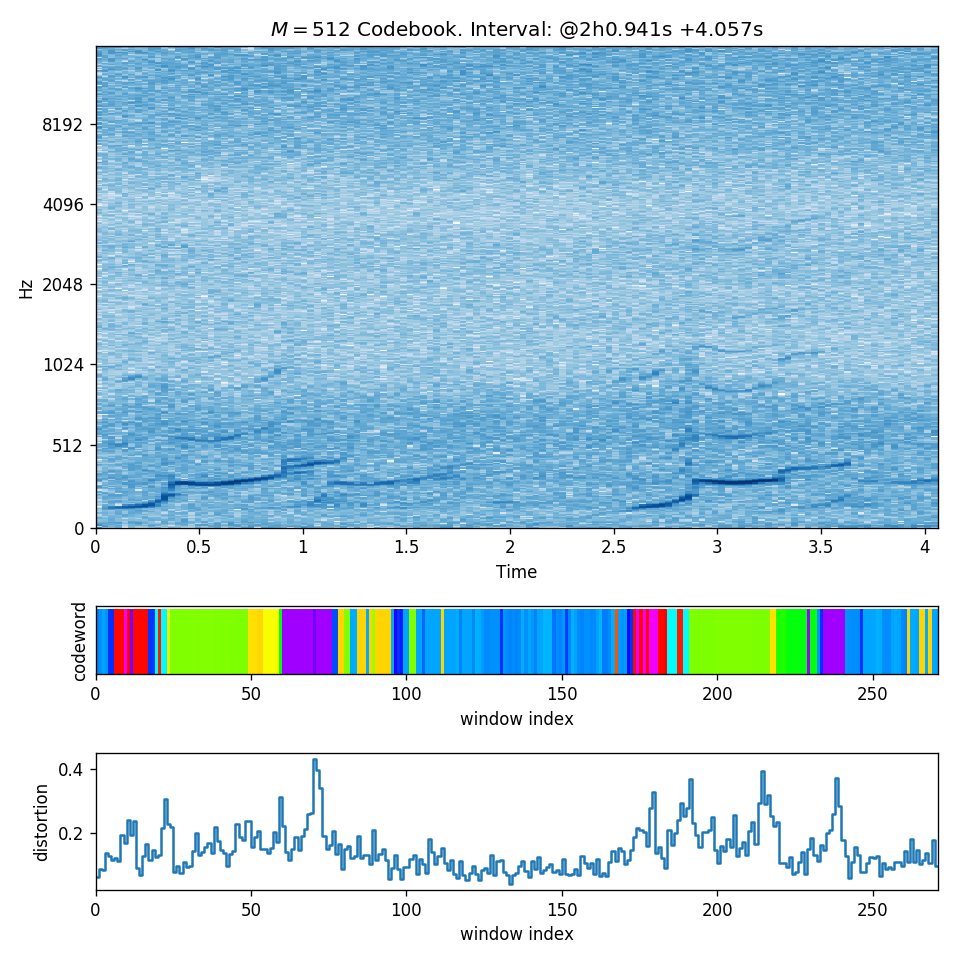 M = 512 Codebook. Interval: @2h0.941s +4.057s
Hz
8192
4096
2048
1024
512
0
0 0.5 1 1.5 2 2.5 3 3.5 4
Time
codeword
0 50 100 150 200 250
window index
distortion
0.4
0.2
0 50 100 150 200 250
window index